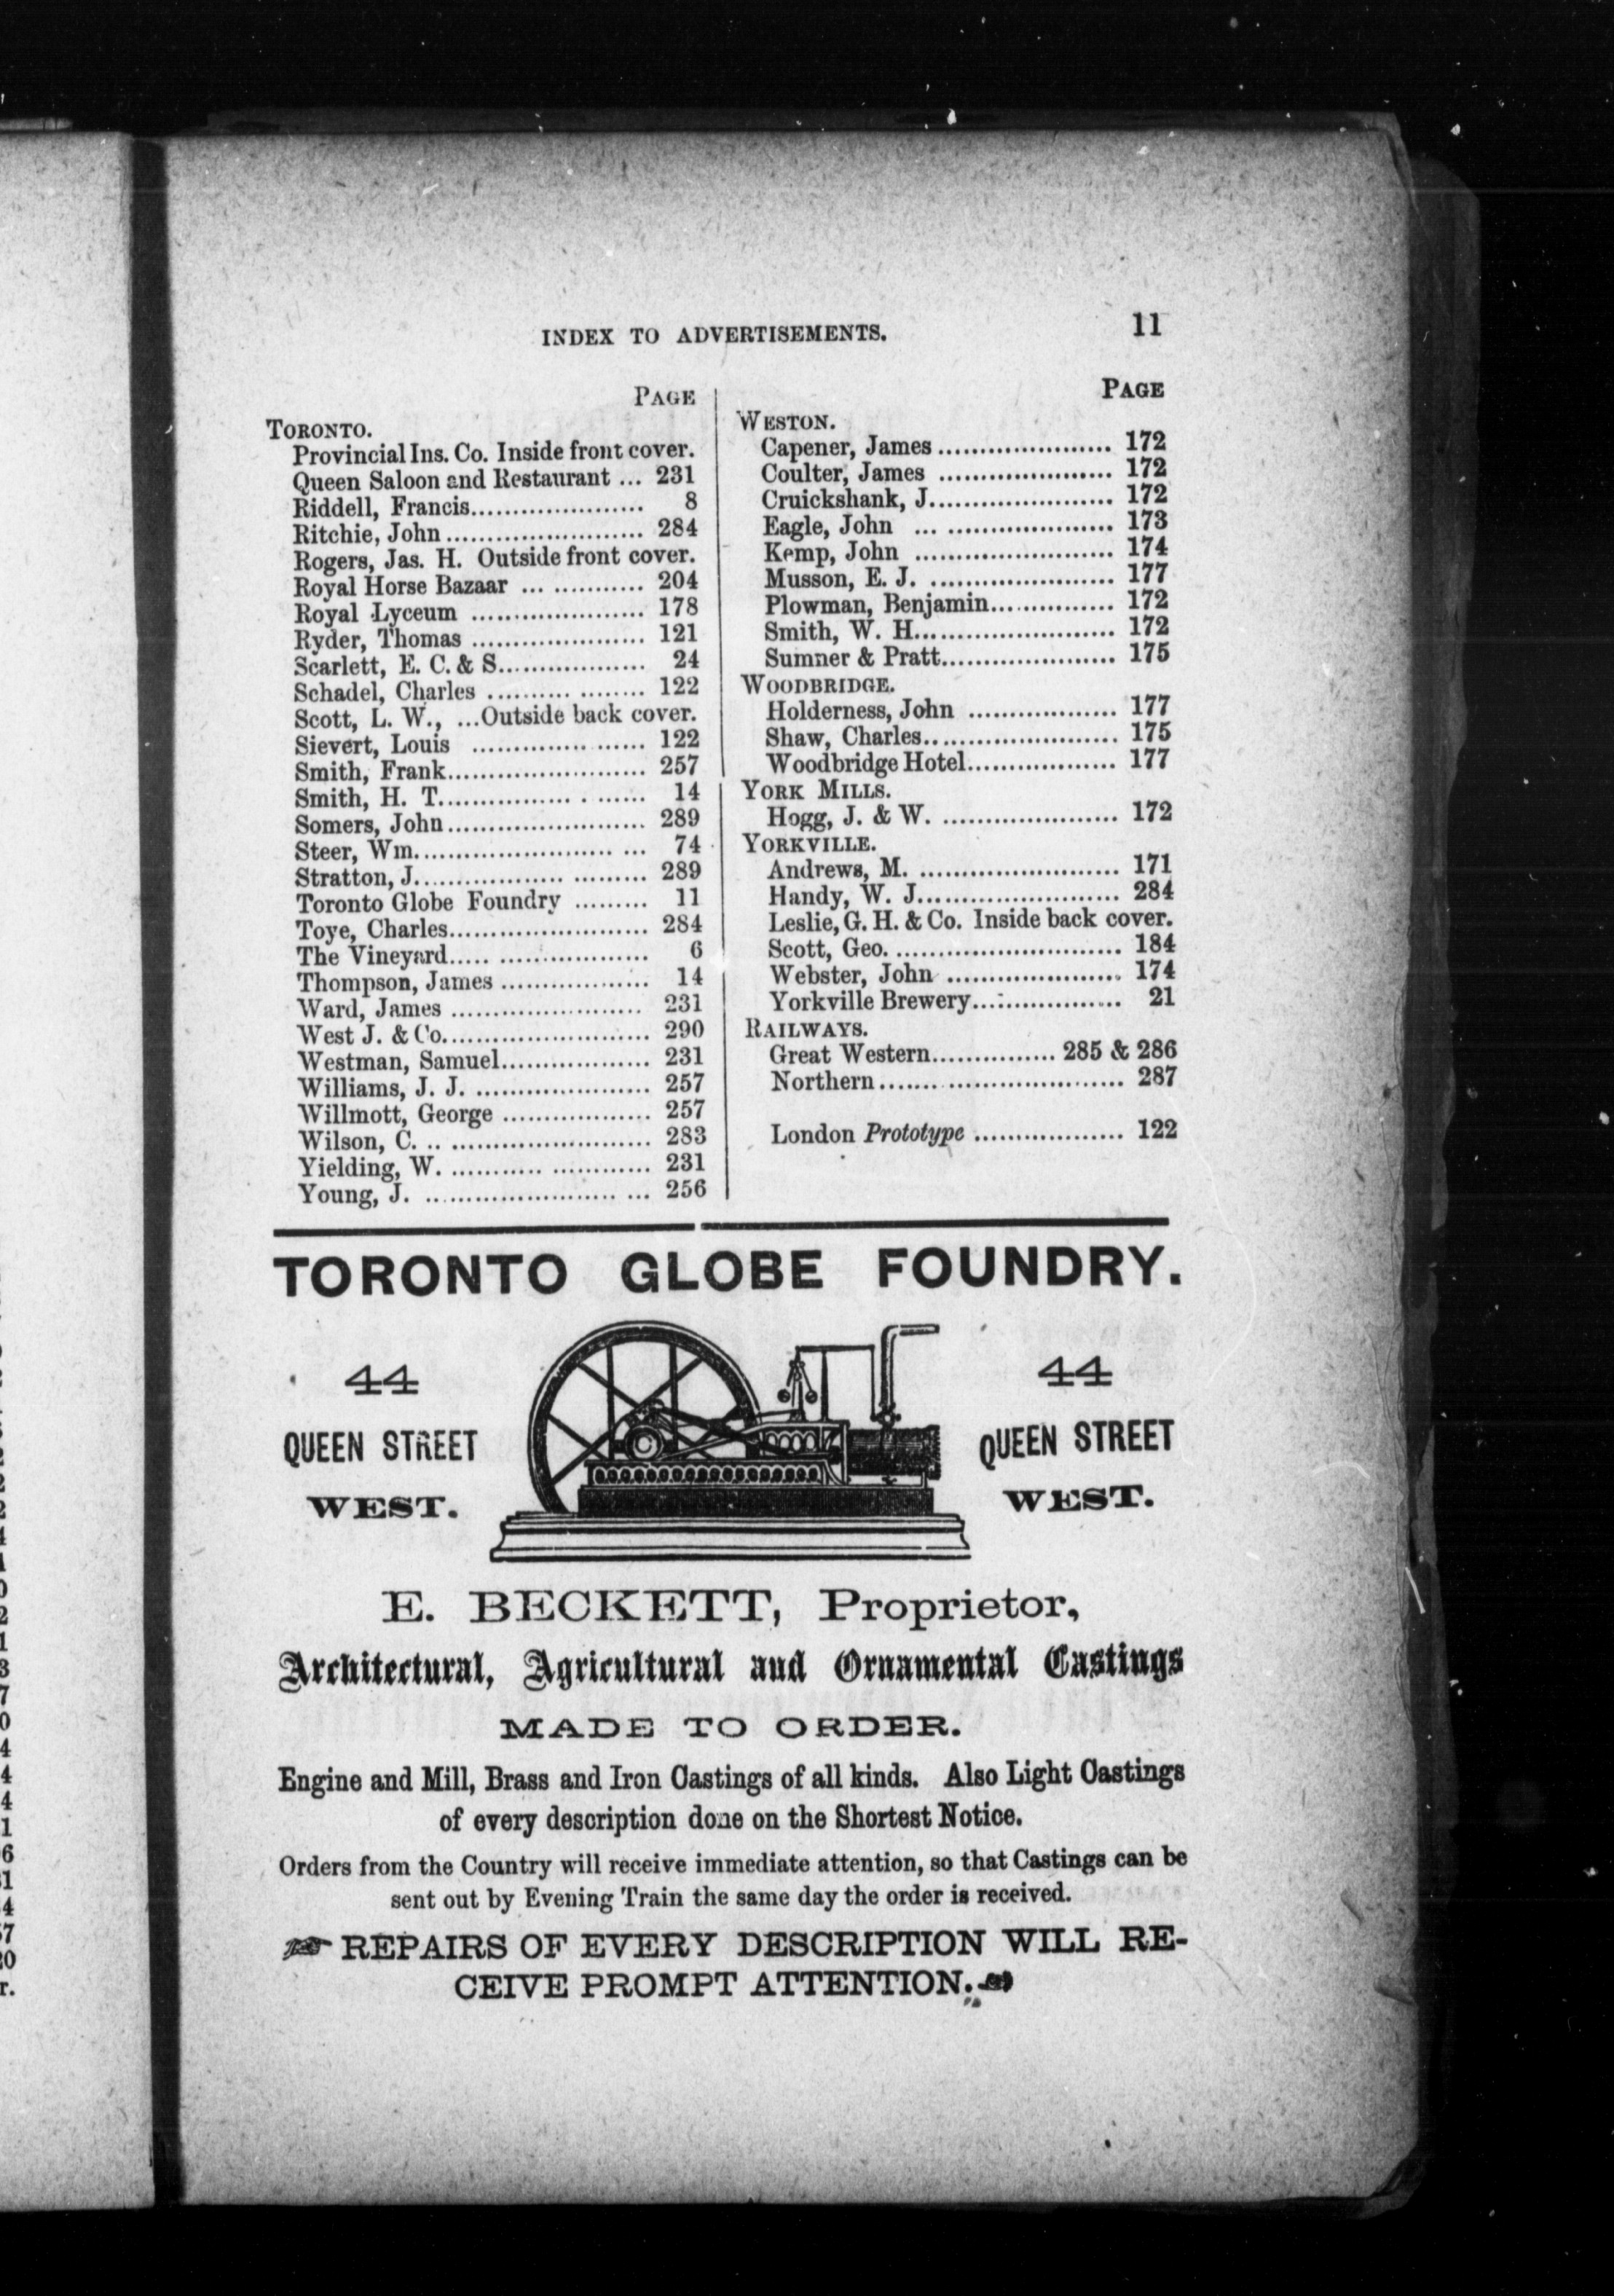 INDEX TO ADVERTISEMENTS. 11
PAGE
TORONTO.
Provincial Ins. Co. Inside front cover.
Queen Saloon and Restaurant ... 231
Riddell, Francis..................... 8
Ritchie, John ........................ 284
Rogers, Jas. H. Outside front cover.
Royal Horse Bazaar ... ........... 204
Royal Lyceum ..................... 178
Ryder, Thomas ..................... 121
Scarlett, E. C. & S.................. 24
Schadel, Charles .......... ........ 122
Scott, L. W., ...Outside back cover.
Sievert, Louis .............. ...... 122
Smith, Frank........................ 257
Smith, H. T................ . ...... 14
Somers, John........................ 289
Steer, Wm........................ ... 74
Stratton, J.................. ......... 289
Toronto Globe Foundry ......... 11
Toye, Charles........................ 284
The Vineyard..... .................. 6
Thompson, James .................. 14
Ward, James ....................... 231
West J. & Co......................... 290
Westman, Samuel.................. 231
Williams, J. J. ..................... 257
Willmott, George .................. 257
Wilson, C. .. ........................ 283
Yielding, W. ........... ............ 231
Young, J. ....................... ... 256
PAGE
WESTON.
Capener, James ..................... 172
Coulter, James ..................... 172
Cruickshank, J...................... 172
Eagle, John ... .................... 173
Kemp, John ........................ 174
Musson, E. J. ...................... 177
Plowman, Benjamin............... 172
Smith, W. H........................ 172
Sumner & Pratt..................... 175
WOODBRIDGE.
Holderness, John .................. 177
Shaw, Charles....................... 175
Woodbridge Hotel.................. 177
YORK MILLS.
Hogg, J. & W. ..................... 172
YORKVILLE.
Andrews, M. ........................ 171
Handy, W. J........................ 284
Leslie, G. H. & Co. Inside back cover.
Scott, Geo. ............................ 184
Webster, John ..................... 174
Yorkville Brewery.................. 21
RAILWAYS.
Great Western............... 285 & 286
Northern....... ...................... 287
London Prototype .................. 122
TORONTO GLOBE FOUNDRY.
44
QUEEN STREET
WEST.
44
QUEEN STREET
WEST.
E. BECKETT, Proprietor,
Architectural, Agricultural and Ornamental Castings
MADE TO ORDER.
Engine and Mill, Brass and Iron Castings of all kinds. Also Light Castings
of every description done on the Shortest Notice.
Orders from the Country will receive immediate attention, so that Castings can be
sent out by Evening Train the same day the order is received.
☞ REPAIRS OF EVERY DESCRIPTION WILL RE-
CEIVE PROMPT ATTENTION. ☜